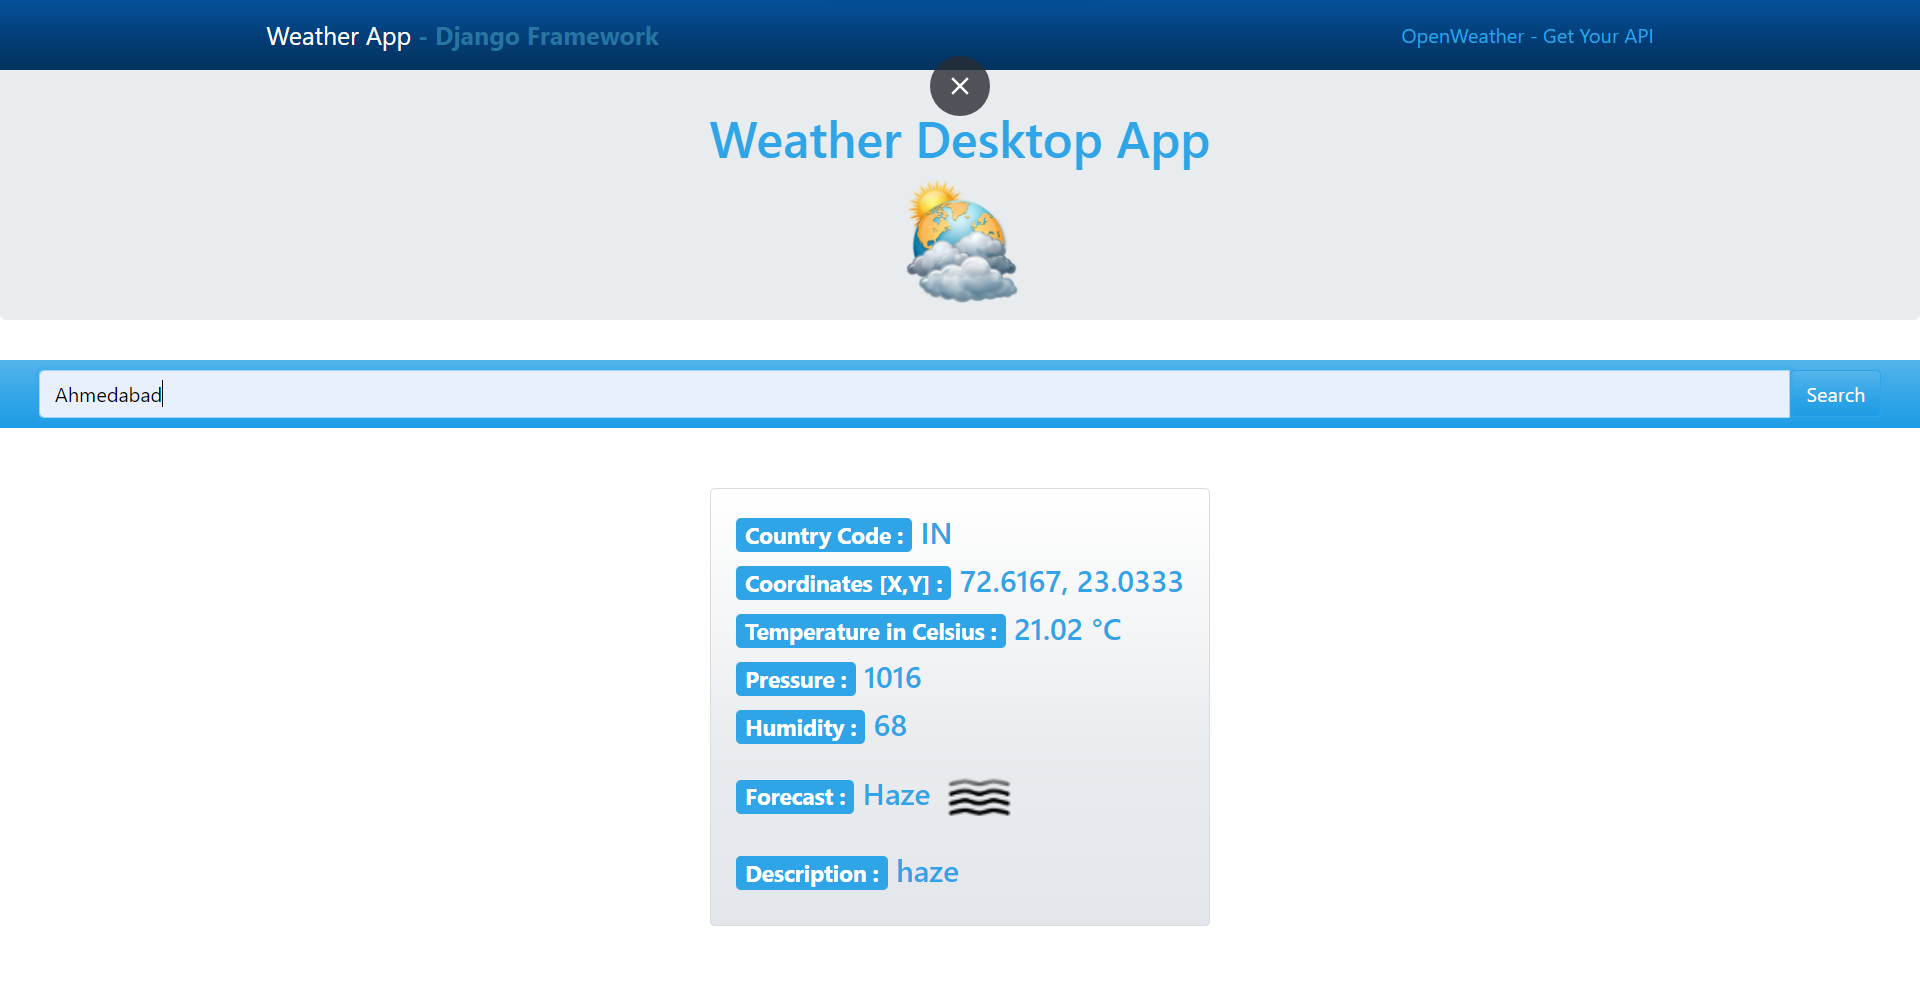 Weather App - Django Framework
OpenWeather - Get Your API
Weather Desktop App
Ahmedabad
Search
Country Code : IN
Coordinates [X,Y] : 72.6167, 23.0333
Temperature in Celsius : 21.02 °C
Pressure : 1016
Humidity : 68
Forecast : Haze
Description : haze